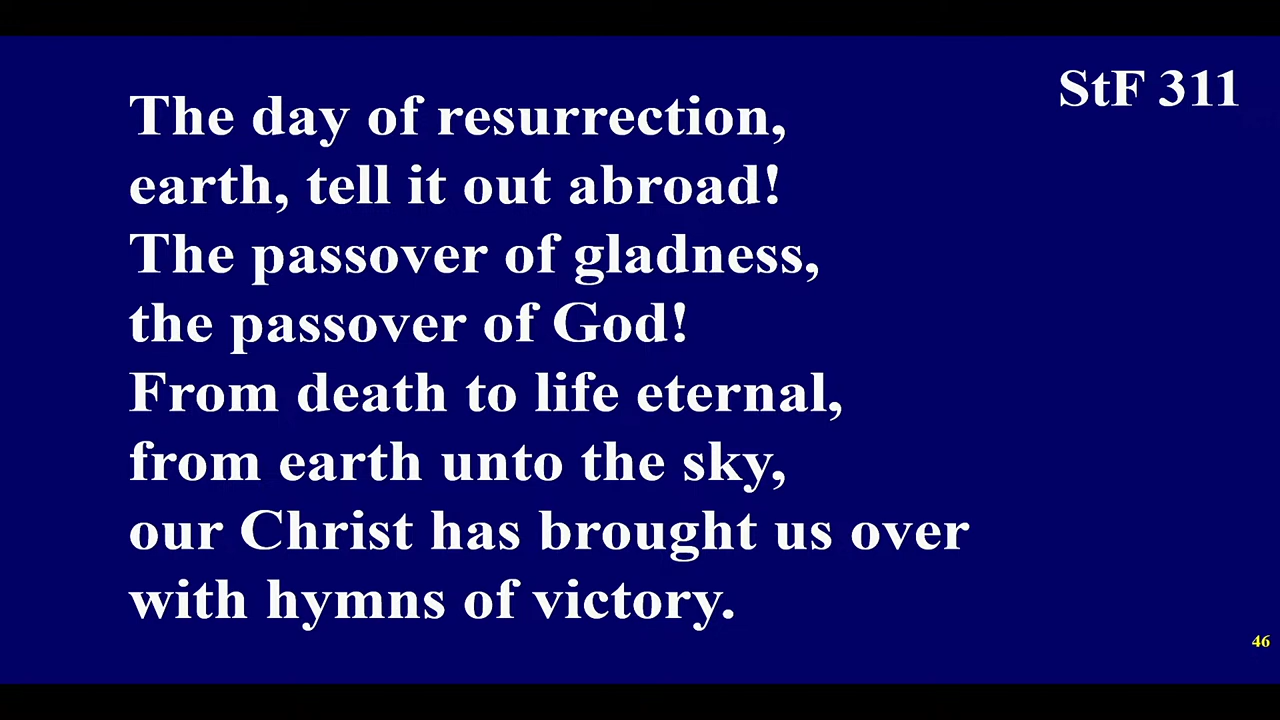 StF 311
The day of resurrection,
earth, tell it out abroad!
The passover of gladness,
the passover of God!
From death to life eternal,
from earth unto the sky,
our Christ has brought us over
with hymns of victory.
46